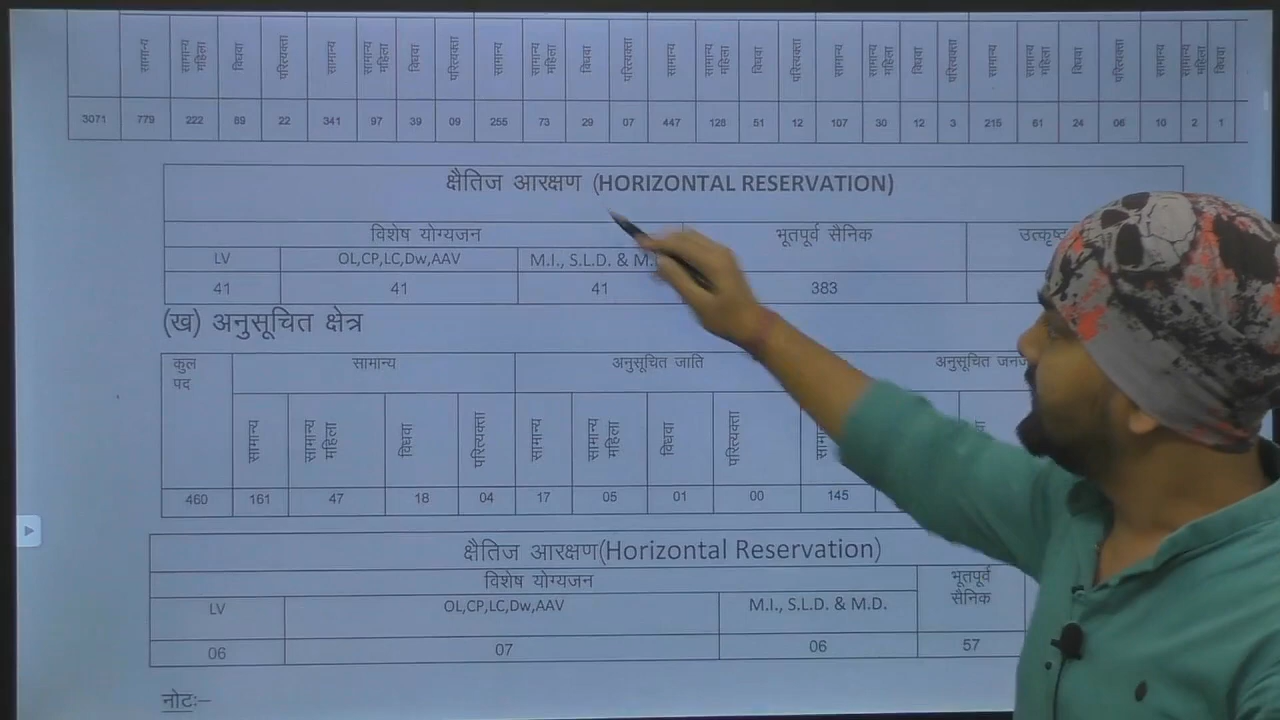 सामान्य सामान्य महिला विधवा परित्यक्ता सामान्य सामान्य महिला विधवा परित्यक्ता सामान्य सामान्य महिला विधवा परित्यक्ता सामान्य सामान्य महिला विधवा परित्यक्ता सामान्य सामान्य महिला विधवा परित्यक्ता सामान्य सामान्य महिला विधवा परित्यक्ता सामान्य सामान्य महिला विधवा
3071 779 222 89 22 341 97 39 09 255 73 29 07 447 128 51 12 107 30 12 3 215 61 24 06 10 2 1
क्षैतिज आरक्षण (HORIZONTAL RESERVATION)
विशेष योग्यजन भूतपूर्व सैनिक
LV OL,CP,LC,Dw,AAV M.I., S.L.D. &
41 41 41 383
(ख) अनुसूचित क्षेत्र
कुल पद सामान्य अनुसूचित जाति अनुसूचित
सामान्य सामान्य महिला विधवा परित्यक्ता सामान्य सामान्य महिला विधवा परित्यक्ता
460 161 47 18 04 17 05 01 00 145
क्षैतिज आरक्षण(Horizontal Reservation)
विशेष योग्यजन भूतपूर्व सैनिक
LV OL,CP,LC,Dw,AAV M.I., S.L.D. & M.D.
06 07 06 57
नोटः–